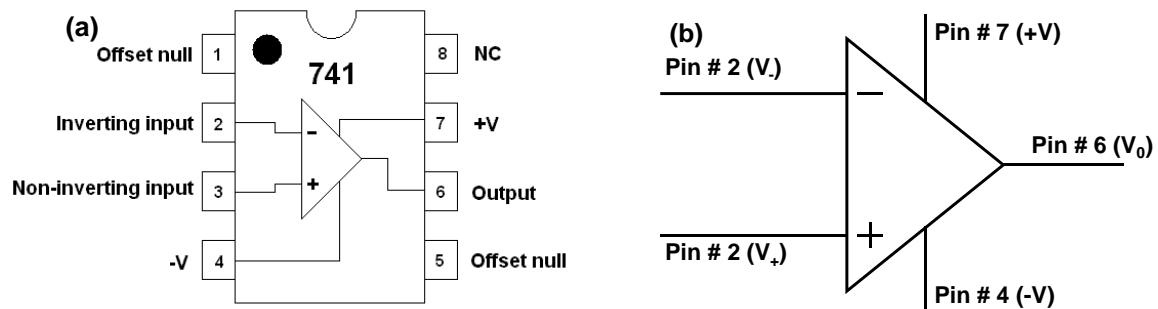 (a)
741
Offset null 1
8 NC
Inverting input 2
7 +V
Non-inverting input 3
6 Output
-V 4
5 Offset null
-
+
(b)
Pin # 7 (+V)
Pin # 2 (V-)
Pin # 6 (V0)
Pin # 2 (V+)
Pin # 4 (-V)
−
+